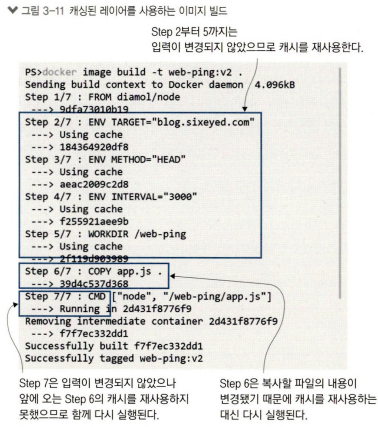 ♥ 그림 3-11 캐싱된 레이어를 사용하는 이미지 빌드
Step 2부터 5까지는
입력이 변경되지 않았으므로 캐시를 재사용한다.
PS>docker image build -t web-ping:v2 .
Sending build context to Docker daemon 4.096kB
Step 1/7 : FROM diamol/node
---> 9dfa73010b19
Step 2/7 : ENV TARGET="blog.sixeyed.com"
---> Using cache
---> 184364920df8
Step 3/7 : ENV METHOD="HEAD"
---> Using cache
---> aeac2009c2d8
Step 4/7 : ENV INTERVAL="3000"
---> Using cache
---> f255921aee9b
Step 5/7 : WORKDIR /web-ping
---> Using cache
---> 2f119d903989
Step 6/7 : COPY app.js .
---> 39d4c537d368
Step 7/7 : CMD ["node", "/web-ping/app.js"]
---> Running in 2d431f8776f9
Removing intermediate container 2d431f8776f9
---> f7f7ec332dd1
Successfully built f7f7ec332dd1
Successfully tagged web-ping:v2
Step 7은 입력이 변경되지 않았으나
앞에 오는 Step 6의 캐시를 재사용하지
못했으므로 함께 다시 실행된다.
Step 6은 복사할 파일의 내용이
변경됐기 때문에 캐시를 재사용하는
대신 다시 실행된다.